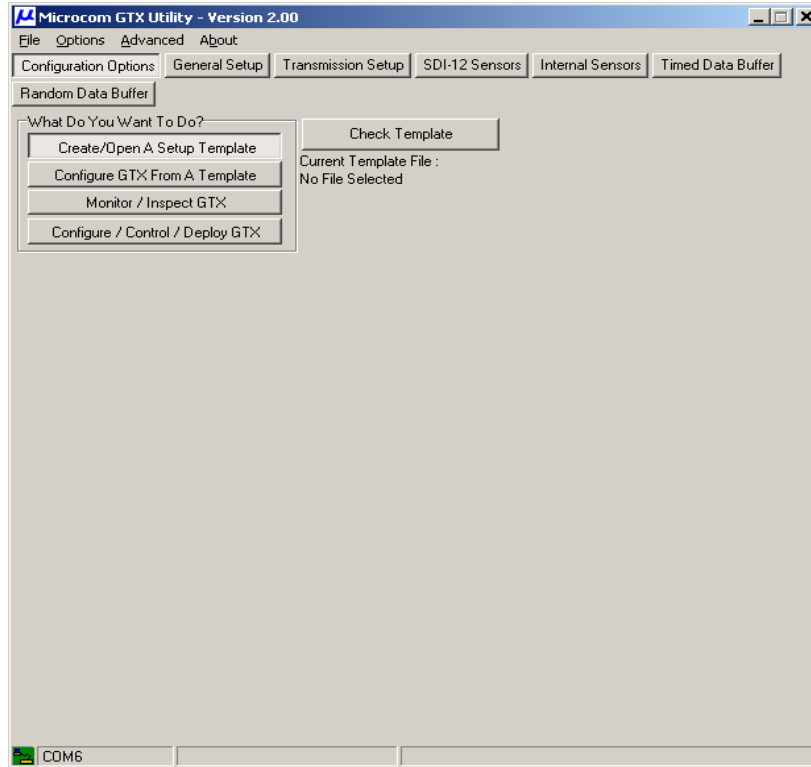 Microcom GTX Utility - Version 2.00
File Options Advanced About
Configuration Options General Setup Transmission Setup SDI-12 Sensors Internal Sensors Timed Data Buffer
Random Data Buffer
What Do You Want To Do?
Create/Open A Setup Template
Configure GTX From A Template
Monitor / Inspect GTX
Configure / Control / Deploy GTX
Check Template
Current Template File :
No File Selected
COM6